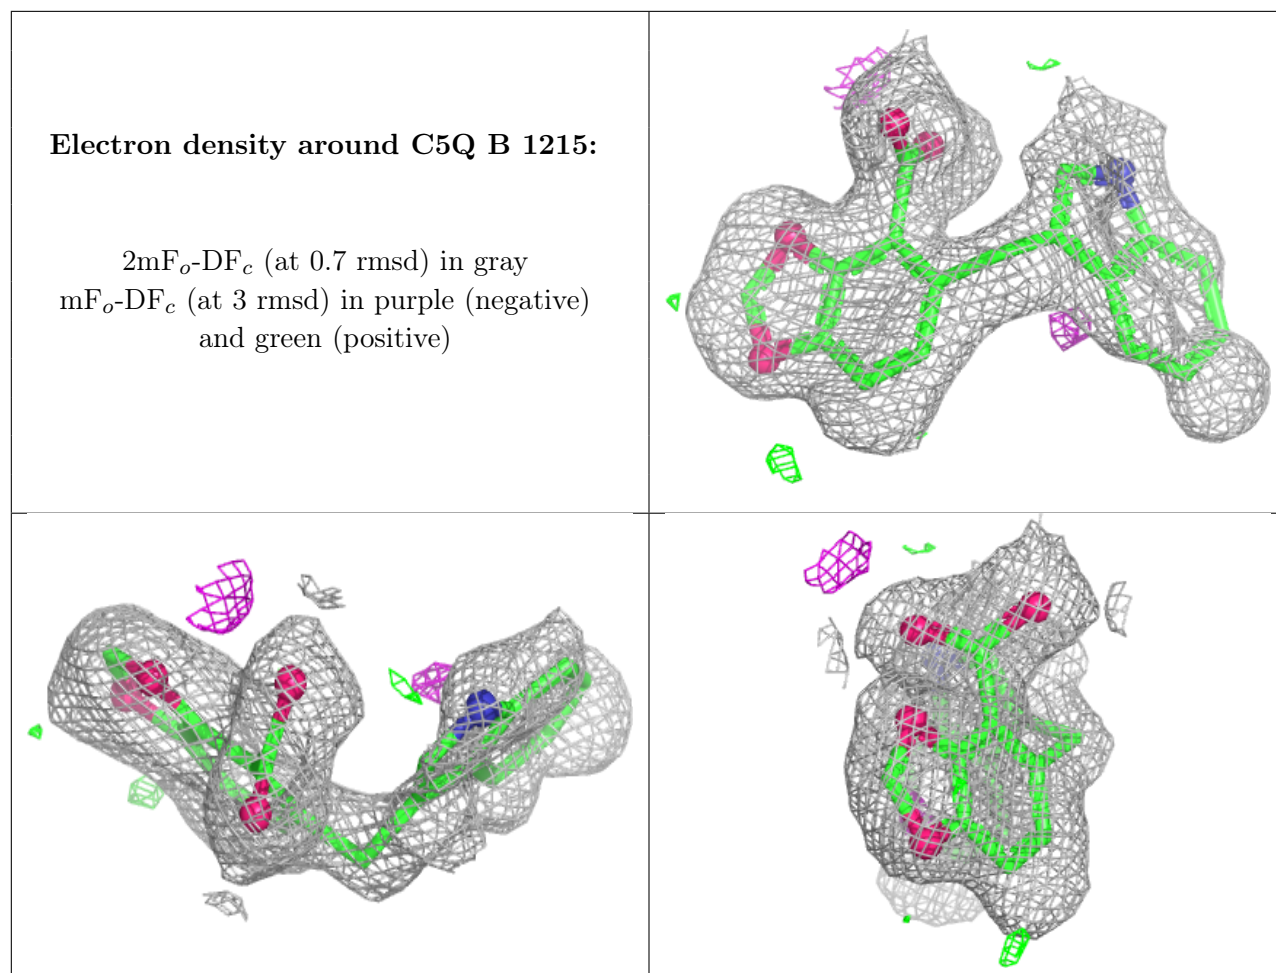 Electron density around C5Q B 1215:
2mFo-DFc (at 0.7 rmsd) in gray
mFo-DFc (at 3 rmsd) in purple (negative)
and green (positive)